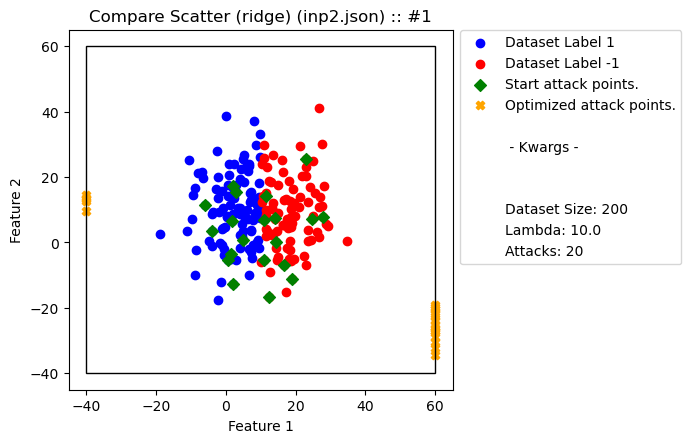 Compare Scatter (ridge) (inp2.json) :: #1
60
40
20
0
−20
−40
Feature 2
−40
−20
0
20
40
60
Feature 1
Dataset Label 1
Dataset Label -1
Start attack points.
Optimized attack points.
- Kwargs -
Dataset Size: 200
Lambda: 10.0
Attacks: 20